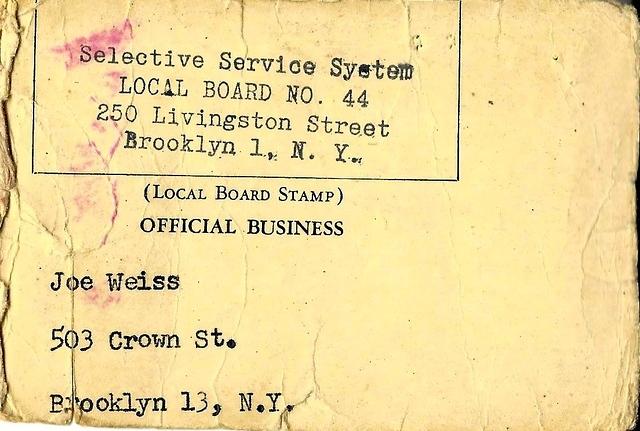 Selective Service System
LOCAL BOARD NO. 44
250 Livingston Street
Brooklyn 1, N. Y.
(LOCAL BOARD STAMP)
OFFICIAL BUSINESS
Joe Weiss
503 Crown St.
Brooklyn 13, N.Y.